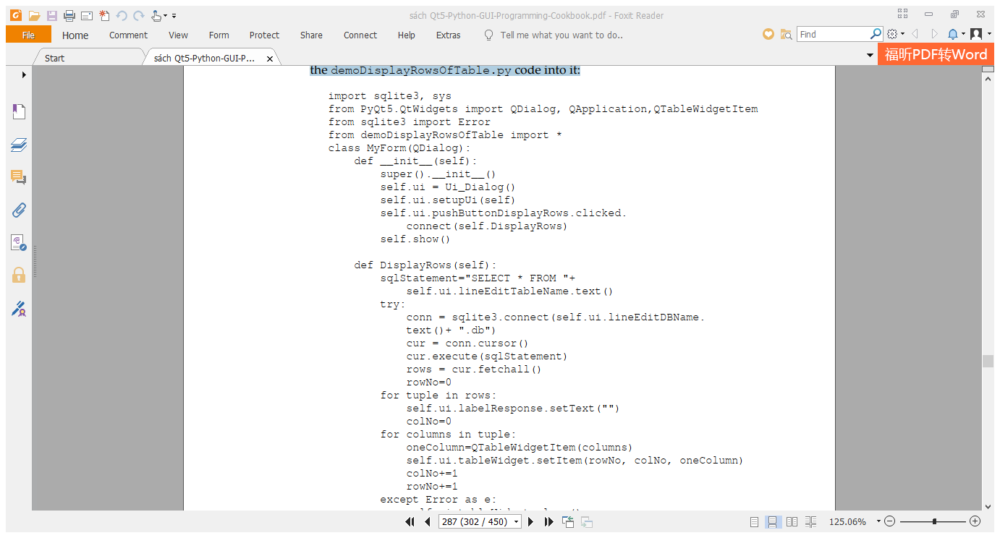 sách Qt5-Python-GUI-Programming-Cookbook.pdf - Foxit Reader
File Home Comment View Form Protect Share Connect Help Extras Tell me what you want to do.. Find
Start sách Qt5-Python-GUI-P... 福昕PDF转Word
the demoDisplayRowsOfTable.py code into it:
import sqlite3, sys
from PyQt5.QtWidgets import QDialog, QApplication,QTableWidgetItem
from sqlite3 import Error
from demoDisplayRowsOfTable import *
class MyForm(QDialog):
def __init__(self):
super().__init__()
self.ui = Ui_Dialog()
self.ui.setupUi(self)
self.ui.pushButtonDisplayRows.clicked.
connect(self.DisplayRows)
self.show()
def DisplayRows(self):
sqlStatement="SELECT * FROM "+
self.ui.lineEditTableName.text()
try:
conn = sqlite3.connect(self.ui.lineEditDBName.
text()+ ".db")
cur = conn.cursor()
cur.execute(sqlStatement)
rows = cur.fetchall()
rowNo=0
for tuple in rows:
self.ui.labelResponse.setText("")
colNo=0
for columns in tuple:
oneColumn=QTableWidgetItem(columns)
self.ui.tableWidget.setItem(rowNo, colNo, oneColumn)
colNo+=1
rowNo+=1
except Error as e:
287 (302 / 450) 125.06%